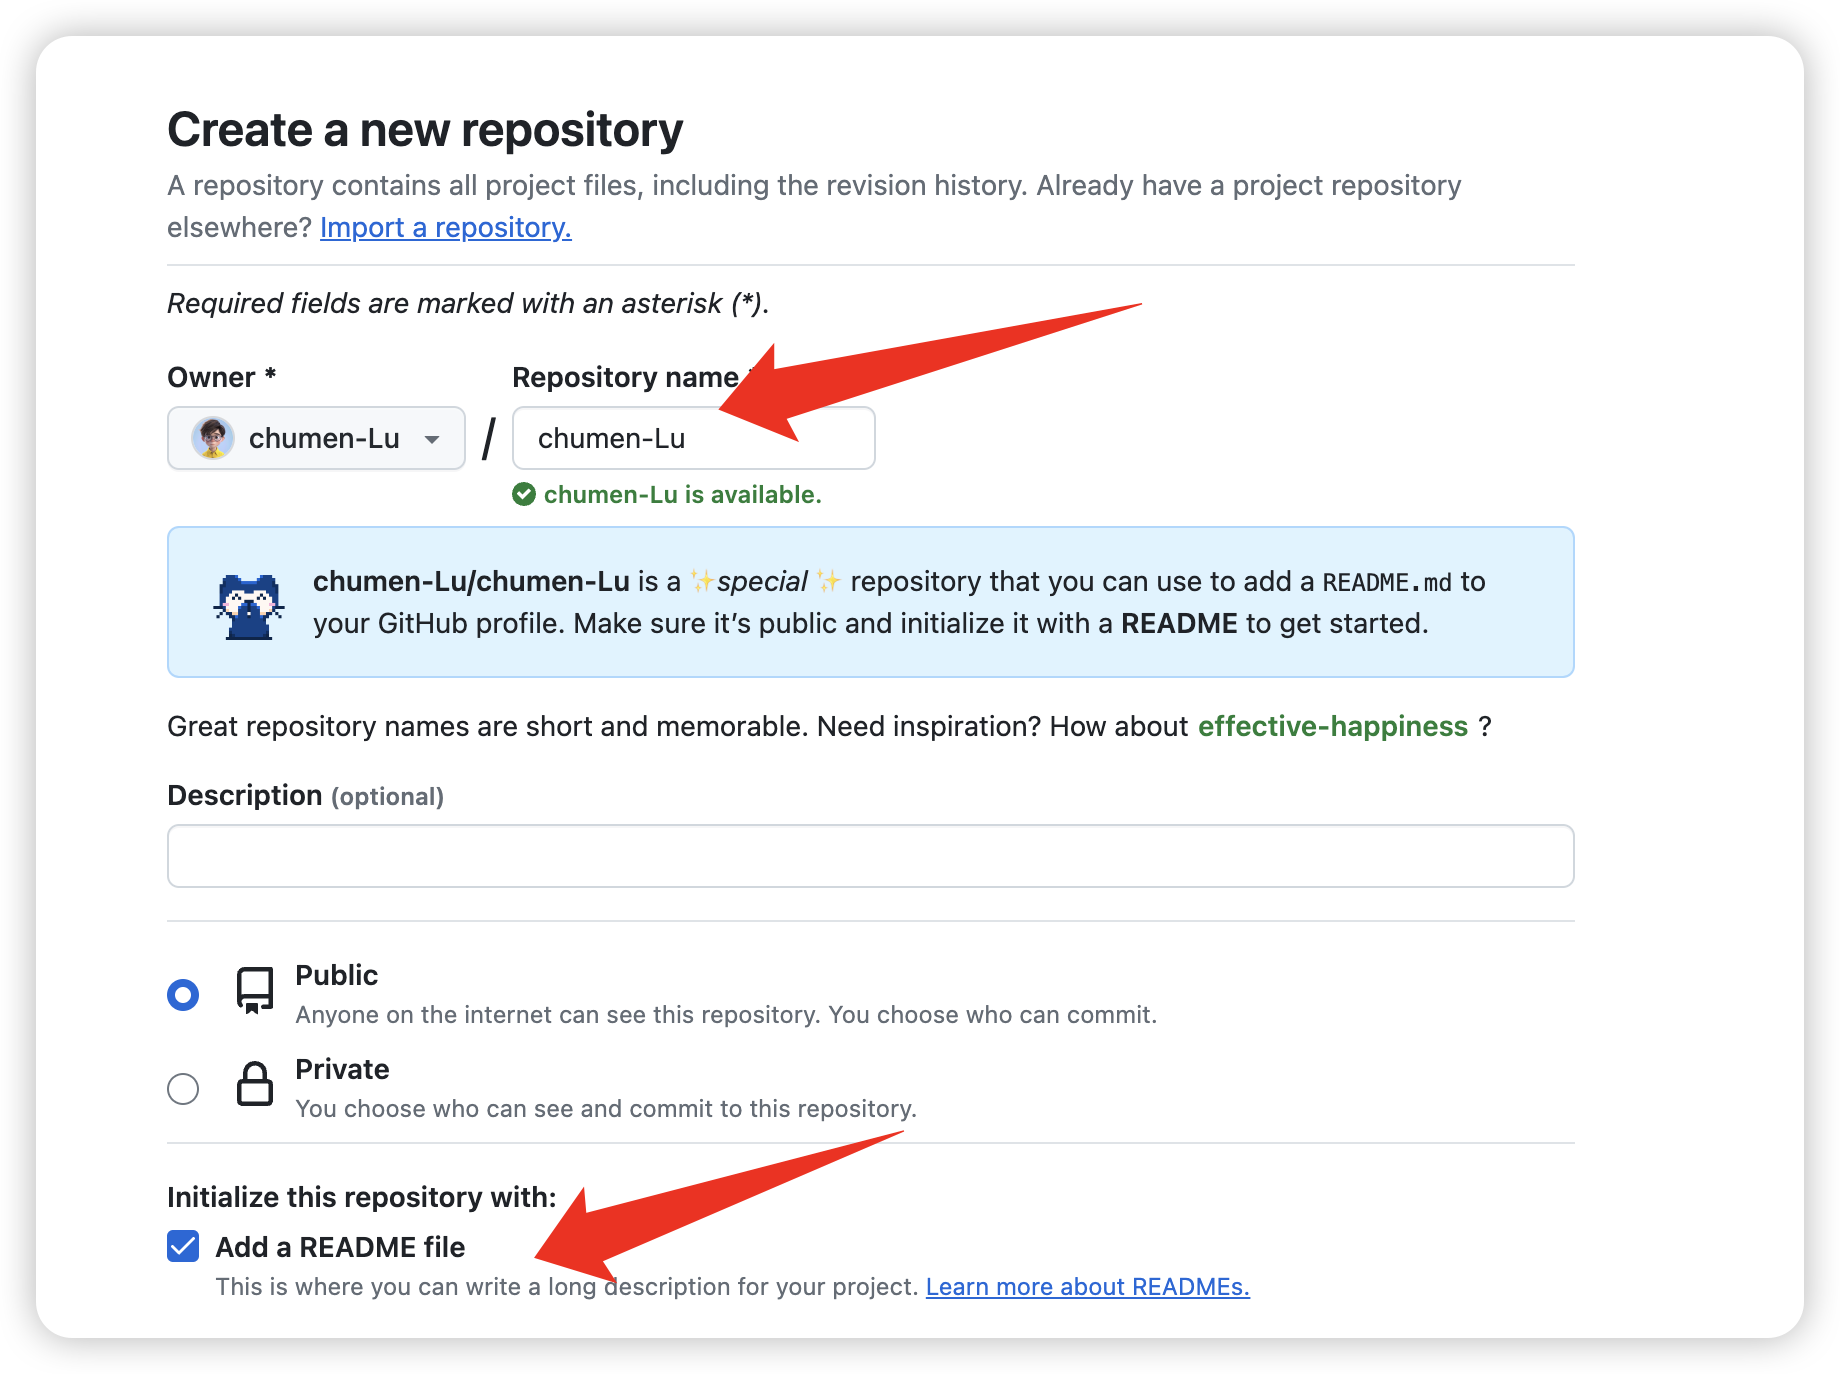 Create a new repository
A repository contains all project files, including the revision history. Already have a project repository
elsewhere? Import a repository.
Required fields are marked with an asterisk (*).
Owner * Repository name
chumen-Lu / chumen-Lu
chumen-Lu is available.
chumen-Lu/chumen-Lu is a ✨special✨ repository that you can use to add a README.md to
your GitHub profile. Make sure it’s public and initialize it with a README to get started.
Great repository names are short and memorable. Need inspiration? How about effective-happiness ?
Description (optional)
Public
Anyone on the internet can see this repository. You choose who can commit.
Private
You choose who can see and commit to this repository.
Initialize this repository with:
Add a README file
This is where you can write a long description for your project. Learn more about READMEs.